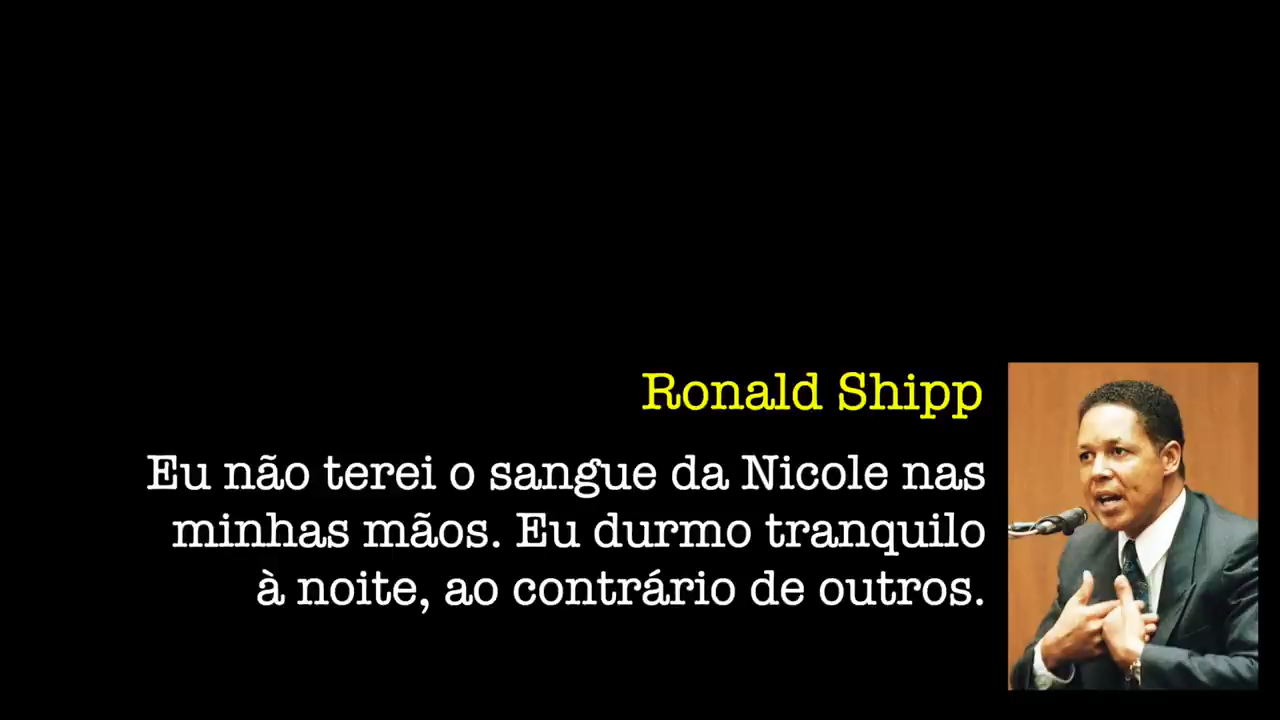 Ronald Shipp
Eu não terei o sangue da Nicole nas
minhas mãos. Eu durmo tranquilo
à noite, ao contrário de outros.